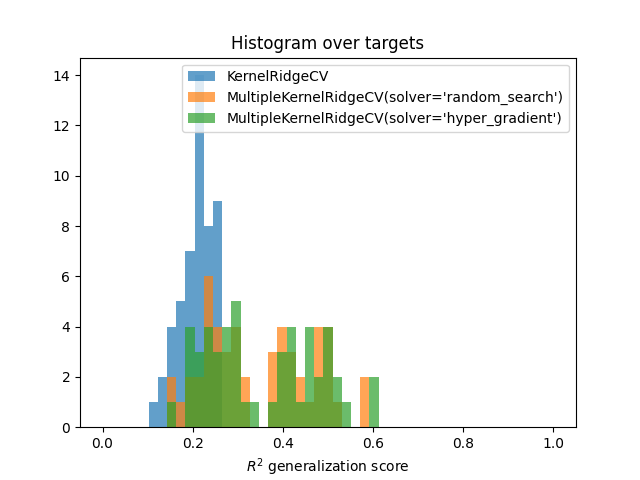 Histogram over targets
KernelRidgeCV
MultipleKernelRidgeCV(solver='random_search')
MultipleKernelRidgeCV(solver='hyper_gradient')
14
12
10
8
6
4
2
0
0.0 0.2 0.4 0.6 0.8 1.0
R² generalization score